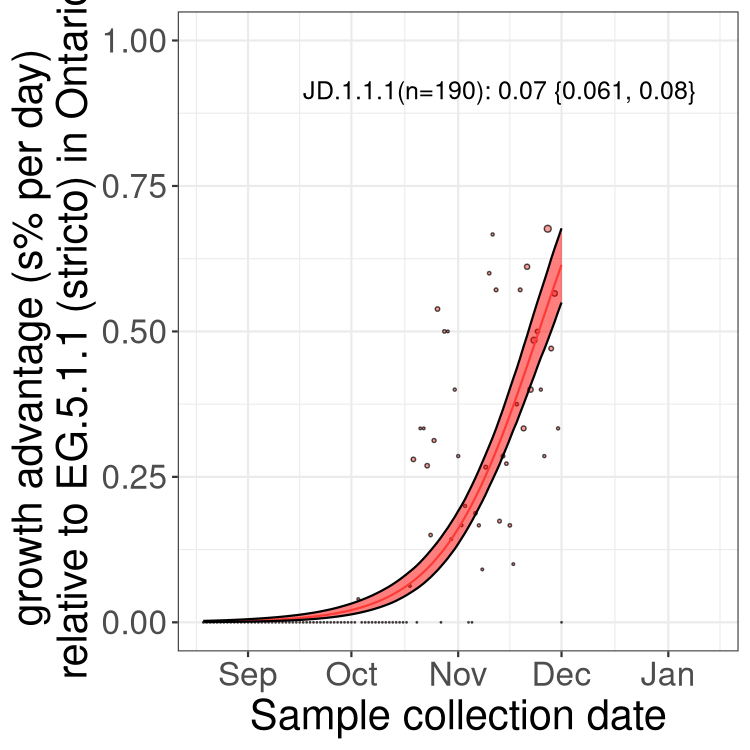 growth advantage (s% per day)
relative to EG.5.1.1 (stricto) in Ontario
1.00
0.75
0.50
0.25
0.00
JD.1.1.1(n=190): 0.07 {0.061, 0.08}
Sep Oct Nov Dec Jan
Sample collection date